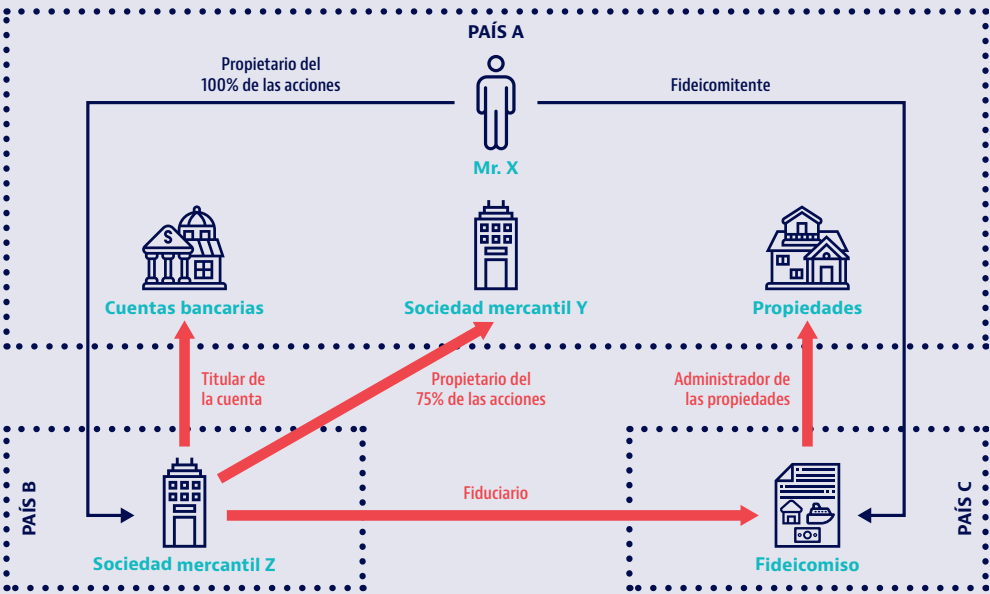 PAÍS A
Propietario del
100% de las acciones
Fideicomitente
Mr. X
$
Cuentas bancarias
Sociedad mercantil Y
Propiedades
Titular de
la cuenta
Propietario del
75% de las acciones
Administrador de
las propiedades
PAÍS B
Fiduciario
PAÍS C
Sociedad mercantil Z
Fideicomiso